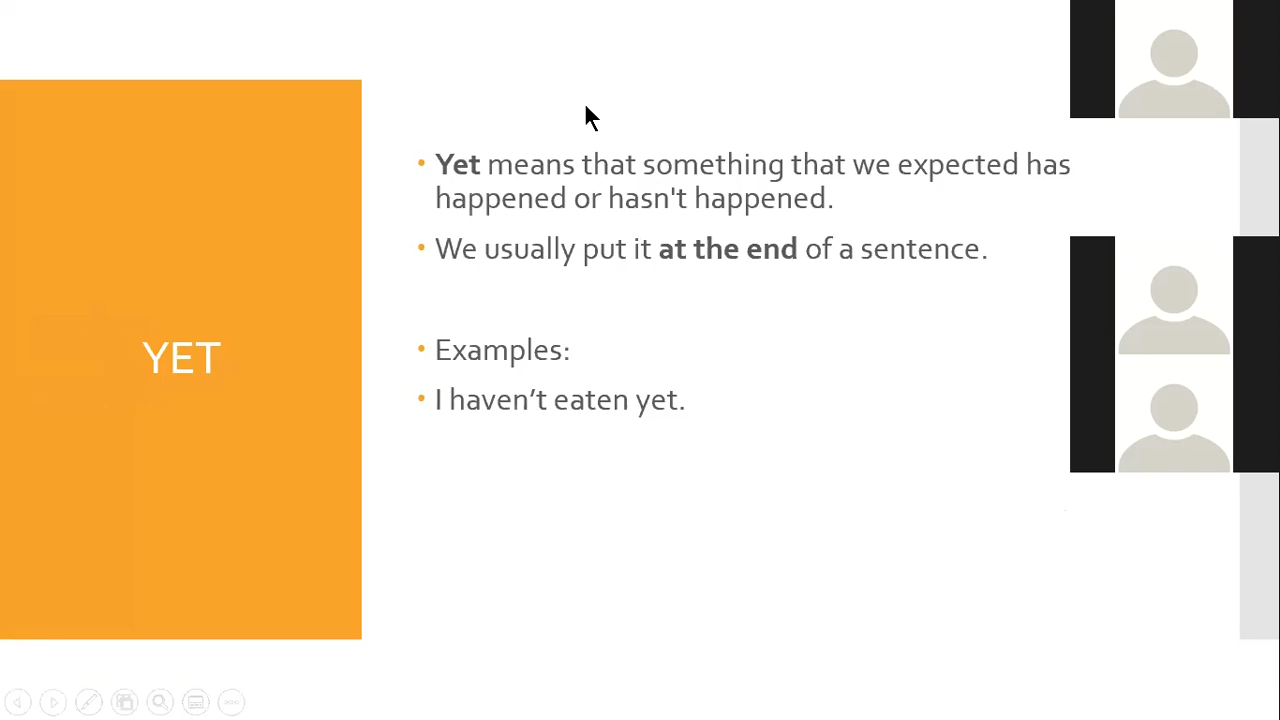 YET
• Yet means that something that we expected has
happened or hasn't happened.
• We usually put it at the end of a sentence.
• Examples:
• I haven’t eaten yet.